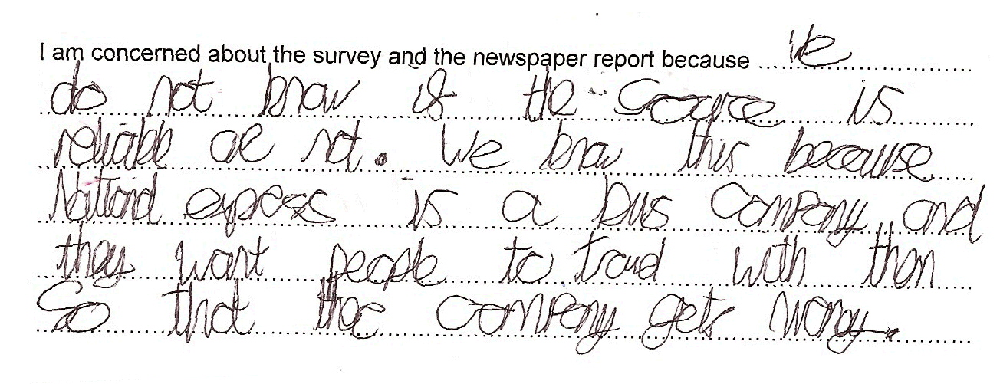 I am concerned about the survey and the newspaper report because We
do not know if the source is
reliable or not. We know this because
National express is a bus company and
they want people to travel with them
So that the company gets money.